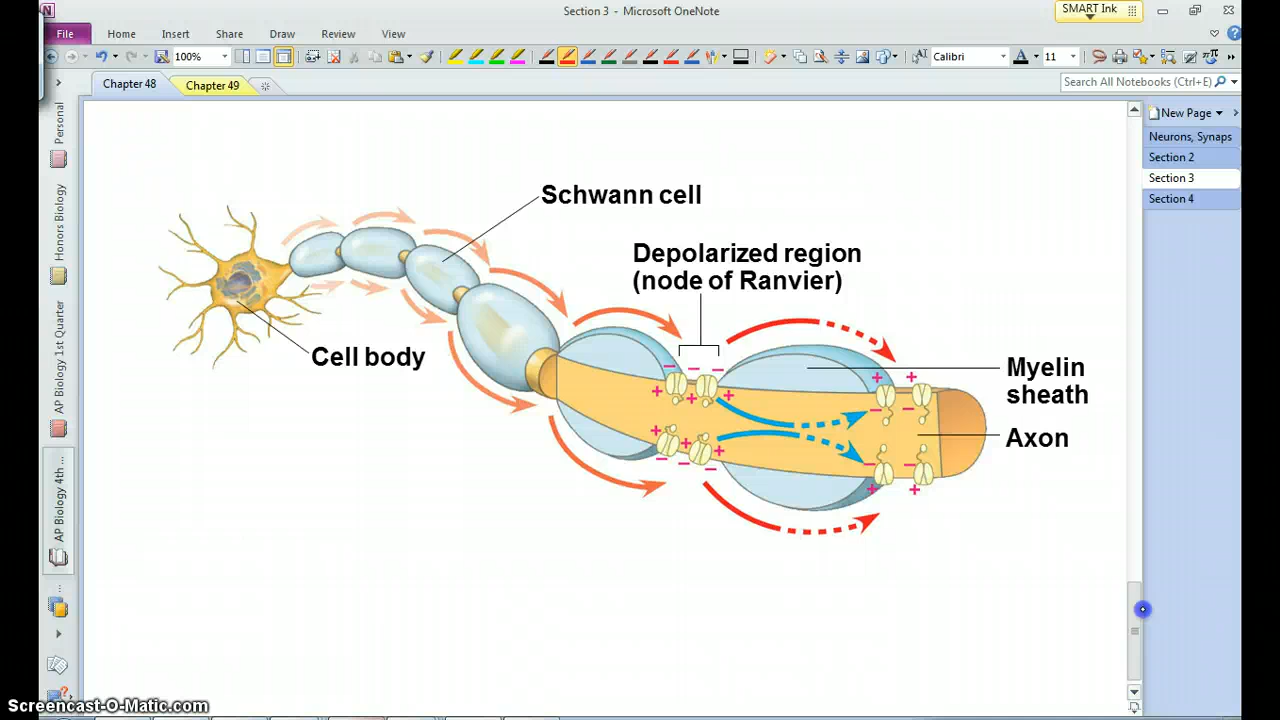 Section 3 - Microsoft OneNote
SMART Ink
File Home Insert Share Draw Review View
100%
Calibri
11
Chapter 48
Chapter 49
Search All Notebooks (Ctrl+E)
Personal
Honors Biology
AP Biology 1st Quarter
AP Biology 4th ...
New Page
Neurons, Synaps
Section 2
Section 3
Section 4
Schwann cell
Depolarized region
(node of Ranvier)
Cell body
Myelin
sheath
Axon
Screencast-O-Matic.com